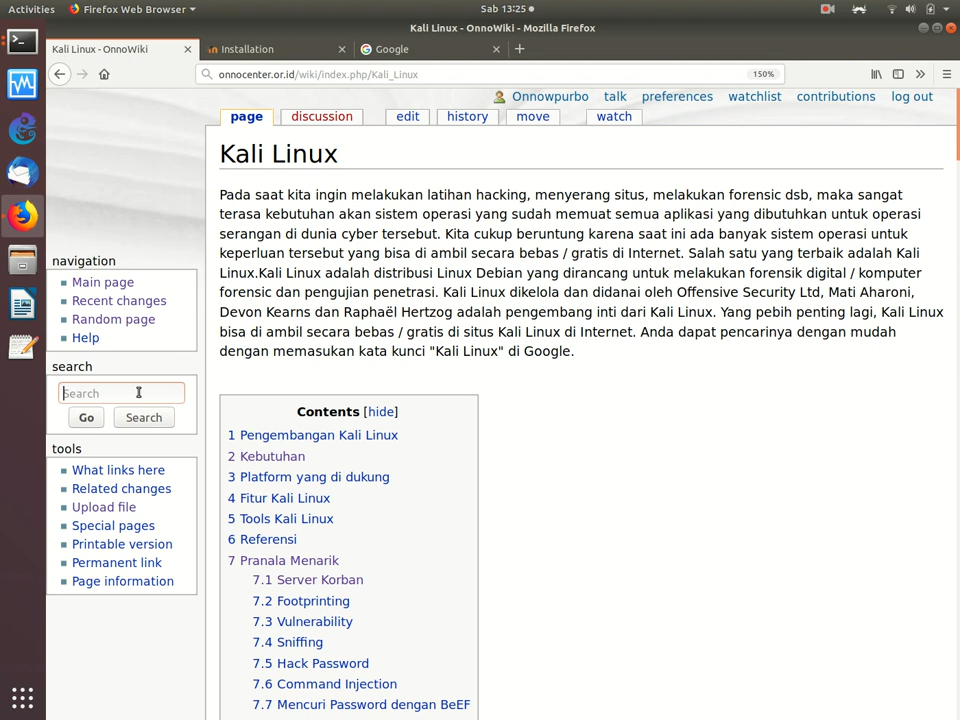 Activities Firefox Web Browser Sab 13:25
Kali Linux - OnnoWiki - Mozilla Firefox
Kali Linux - OnnoWiki Installation Google
onnocenter.or.id/wiki/index.php/Kali_Linux 150%
Onnowpurbo talk preferences watchlist contributions log out
page discussion edit history move watch
Kali Linux
Pada saat kita ingin melakukan latihan hacking, menyerang situs, melakukan forensic dsb, maka sangat
terasa kebutuhan akan sistem operasi yang sudah memuat semua aplikasi yang dibutuhkan untuk operasi
serangan di dunia cyber tersebut. Kita cukup beruntung karena saat ini ada banyak sistem operasi untuk
keperluan tersebut yang bisa di ambil secara bebas / gratis di Internet. Salah satu yang terbaik adalah Kali
Linux.Kali Linux adalah distribusi Linux Debian yang dirancang untuk melakukan forensik digital / komputer
forensic dan pengujian penetrasi. Kali Linux dikelola dan didanai oleh Offensive Security Ltd, Mati Aharoni,
Devon Kearns dan Raphaël Hertzog adalah pengembang inti dari Kali Linux. Yang pebih penting lagi, Kali Linux
bisa di ambil secara bebas / gratis di situs Kali Linux di Internet. Anda dapat pencarinya dengan mudah
dengan memasukan kata kunci "Kali Linux" di Google.
navigation
Main page
Recent changes
Random page
Help
search
Search
Go Search
tools
What links here
Related changes
Upload file
Special pages
Printable version
Permanent link
Page information
Contents [hide]
1 Pengembangan Kali Linux
2 Kebutuhan
3 Platform yang di dukung
4 Fitur Kali Linux
5 Tools Kali Linux
6 Referensi
7 Pranala Menarik
7.1 Server Korban
7.2 Footprinting
7.3 Vulnerability
7.4 Sniffing
7.5 Hack Password
7.6 Command Injection
7.7 Mencuri Password dengan BeEF